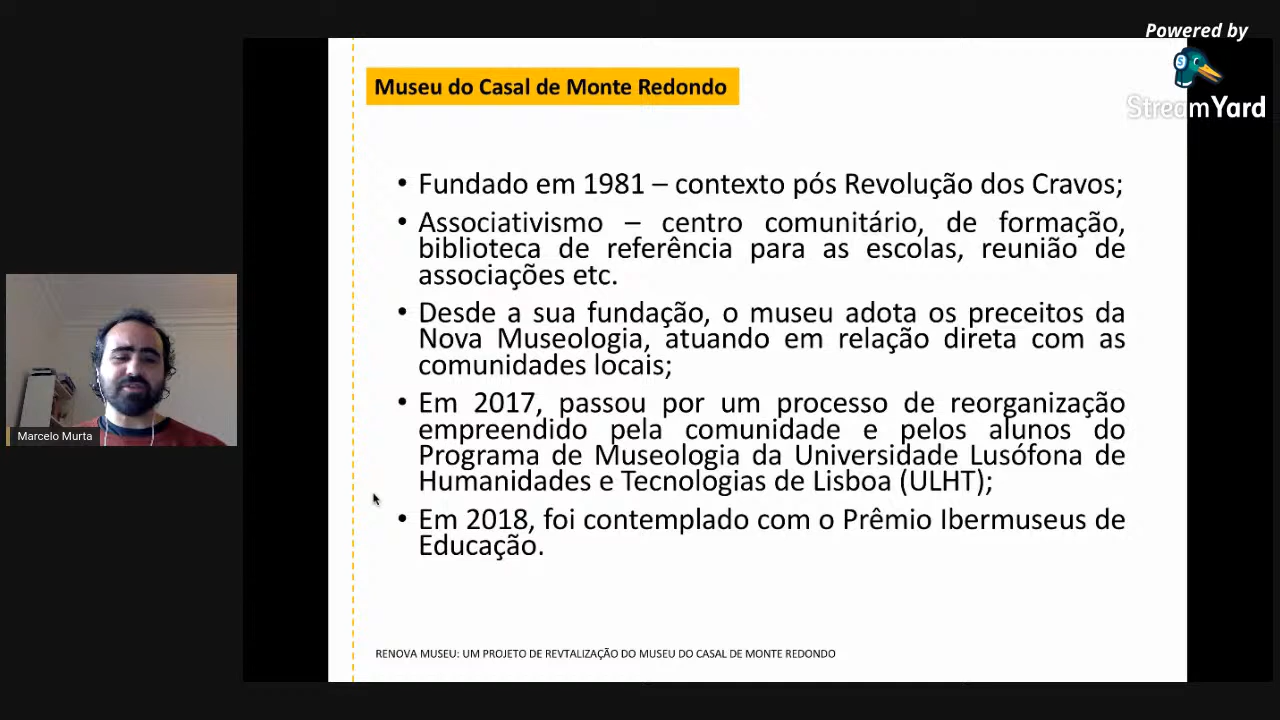 Powered by
StreamYard
Museu do Casal de Monte Redondo
• Fundado em 1981 – contexto pós Revolução dos Cravos;
• Associativismo – centro comunitário, de formação,
biblioteca de referência para as escolas, reunião de
associações etc.
• Desde a sua fundação, o museu adota os preceitos da
Nova Museologia, atuando em relação direta com as
comunidades locais;
• Em 2017, passou por um processo de reorganização
empreendido pela comunidade e pelos alunos do
Programa de Museologia da Universidade Lusófona de
Humanidades e Tecnologias de Lisboa (ULHT);
• Em 2018, foi contemplado com o Prêmio Ibermuseus de
Educação.
RENOVA MUSEU: UM PROJETO DE REVTALIZAÇÃO DO MUSEU DO CASAL DE MONTE REDONDO
Marcelo Murta